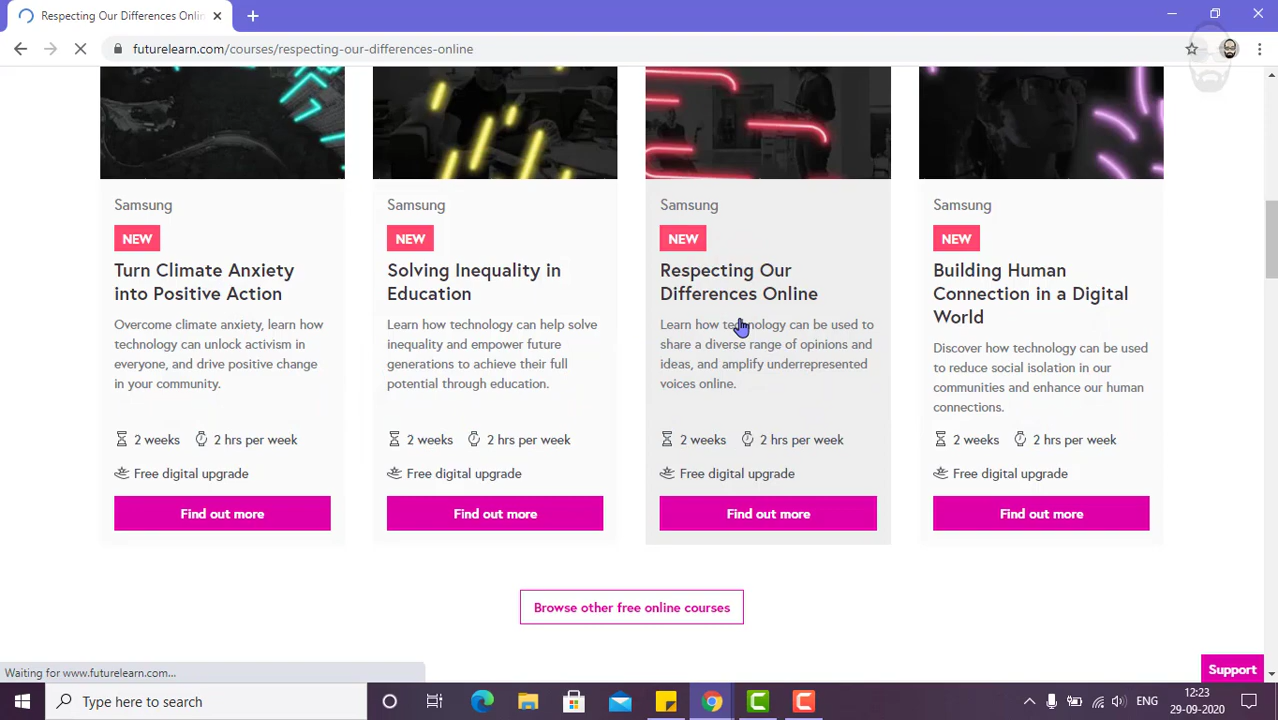 Respecting Our Differences Onlin
futurelearn.com/courses/respecting-our-differences-online
Samsung
NEW
Turn Climate Anxiety
into Positive Action
Overcome climate anxiety, learn how
technology can unlock activism in
everyone, and drive positive change
in your community.
2 weeks 2 hrs per week
Free digital upgrade
Find out more
Samsung
NEW
Solving Inequality in
Education
Learn how technology can help solve
inequality and empower future
generations to achieve their full
potential through education.
2 weeks 2 hrs per week
Free digital upgrade
Find out more
Samsung
NEW
Respecting Our
Differences Online
Learn how technology can be used to
share a diverse range of opinions and
ideas, and amplify underrepresented
voices online.
2 weeks 2 hrs per week
Free digital upgrade
Find out more
Samsung
NEW
Building Human
Connection in a Digital
World
Discover how technology can be used
to reduce social isolation in our
communities and enhance our human
connections.
2 weeks 2 hrs per week
Free digital upgrade
Find out more
Browse other free online courses
Support
Waiting for www.futurelearn.com...
Type here to search
ENG
12:23
29-09-2020